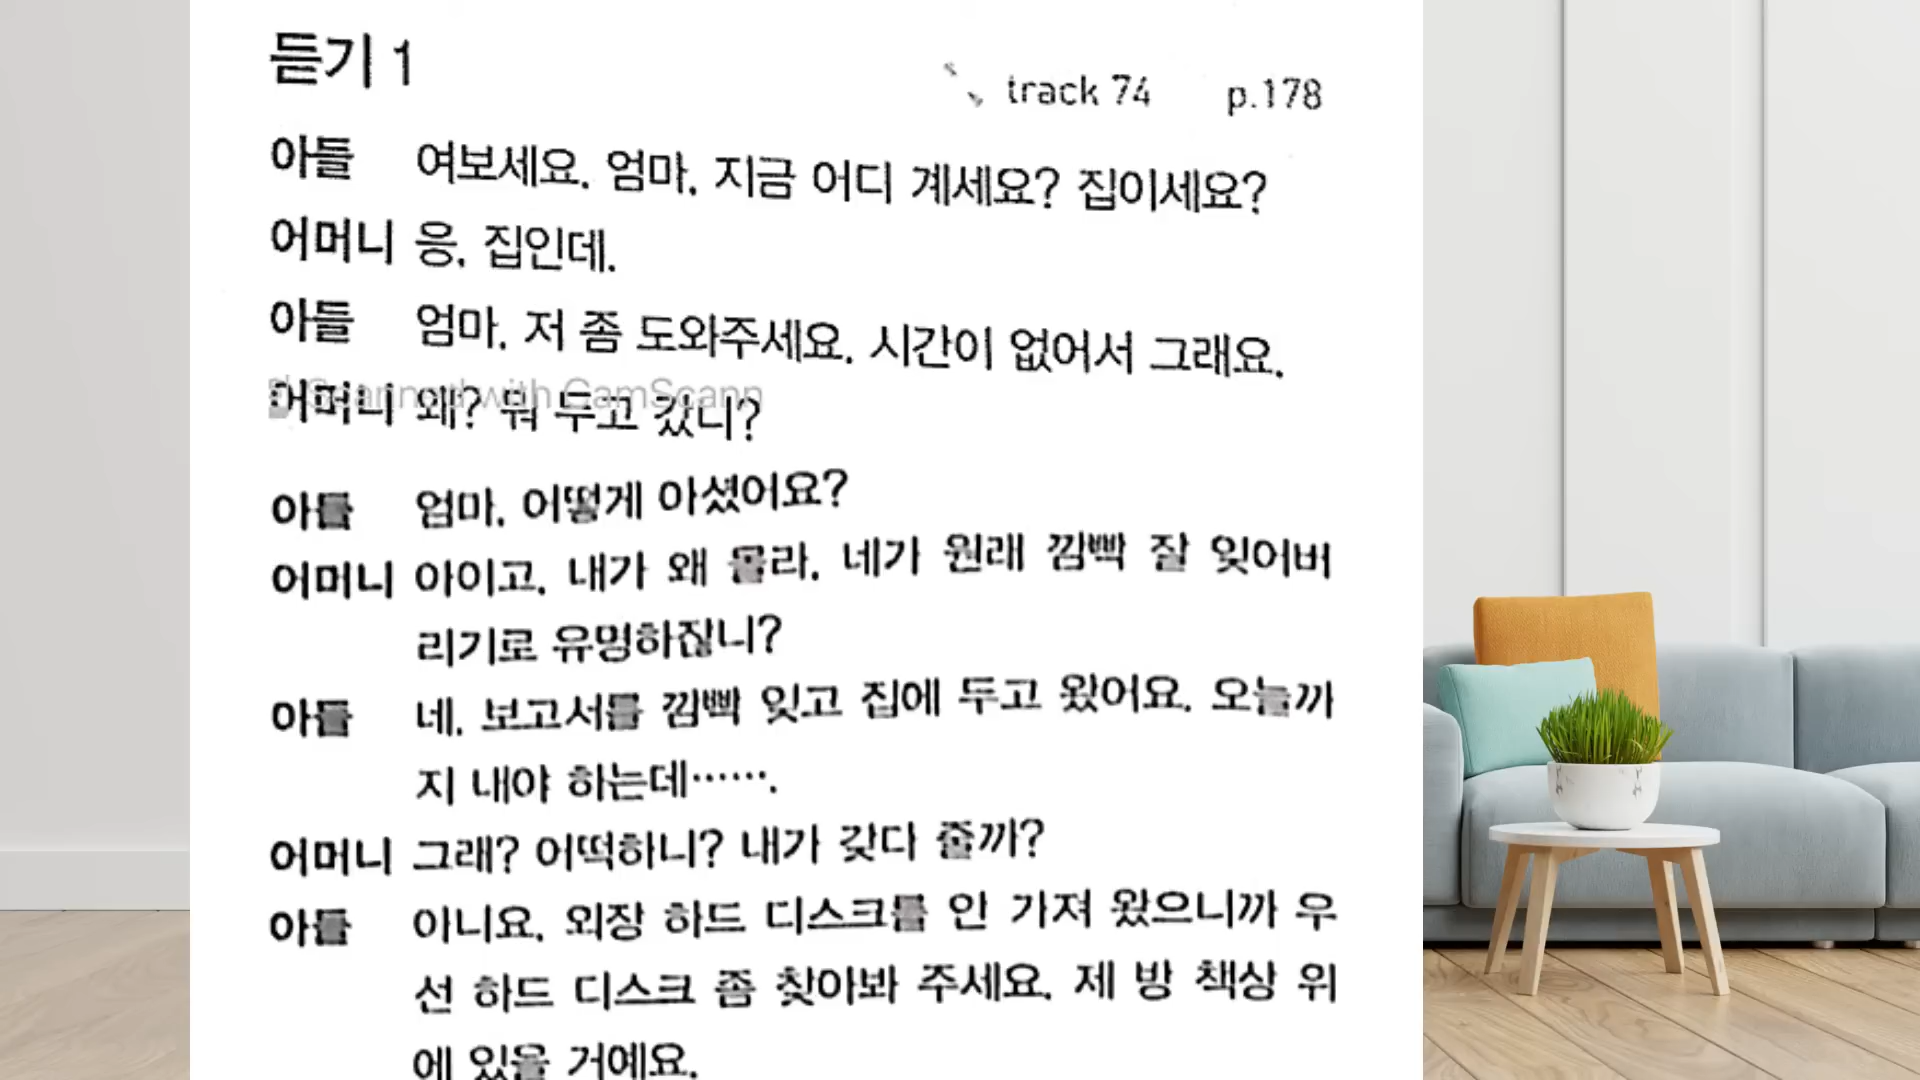 듣기 1
track 74 p.178
아들 여보세요. 엄마, 지금 어디 계세요? 집이세요?
어머니 응, 집인데.
아들 엄마, 저 좀 도와주세요. 시간이 없어서 그래요.
Scanned with CamScann
어머니 왜? 뭐 두고 갔니?
아들 엄마, 어떻게 아셨어요?
어머니 아이고, 내가 왜 몰라. 네가 원래 깜빡 잘 잊어버
리기로 유명하잖니?
아들 네, 보고서를 깜빡 잊고 집에 두고 왔어요. 오늘까
지 내야 하는데…….
어머니 그래? 어떡하니? 내가 갖다 줄까?
아들 아니요, 외장 하드 디스크를 안 가져 왔으니까 우
선 하드 디스크 좀 찾아봐 주세요. 제 방 책상 위
에 있을 거예요.